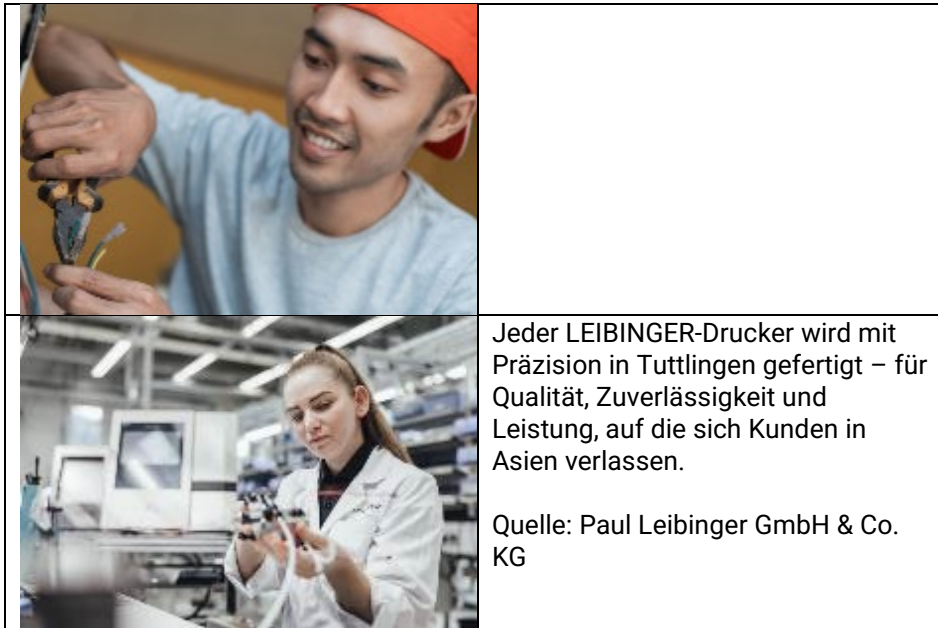 Jeder LEIBINGER-Drucker wird mit
Präzision in Tuttlingen gefertigt – für
Qualität, Zuverlässigkeit und
Leistung, auf die sich Kunden in
Asien verlassen.
Quelle: Paul Leibinger GmbH & Co.
KG